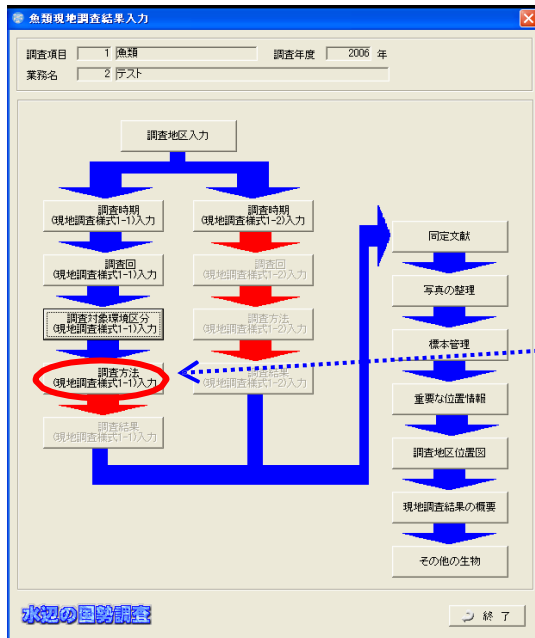 魚類現地調査結果入力
調査項目 1 魚類 調査年度 2006 年
業務名 2 テスト
調査地区入力
調査時期
(現地調査様式1-1)入力
調査回
(現地調査様式1-1)入力
調査対象環境区分
(現地調査様式1-1)入力
調査方法
(現地調査様式1-1)入力
調査結果
(現地調査様式1-1)入力
調査時期
(現地調査様式1-2)入力
調査回
(現地調査様式1-2)入力
調査方法
(現地調査様式1-2)入力
調査結果
(現地調査様式1-2)入力
同定文献
写真の整理
標本管理
重要な位置情報
調査地区位置図
現地調査結果の概要
その他の生物
水辺の国勢調査
終 了